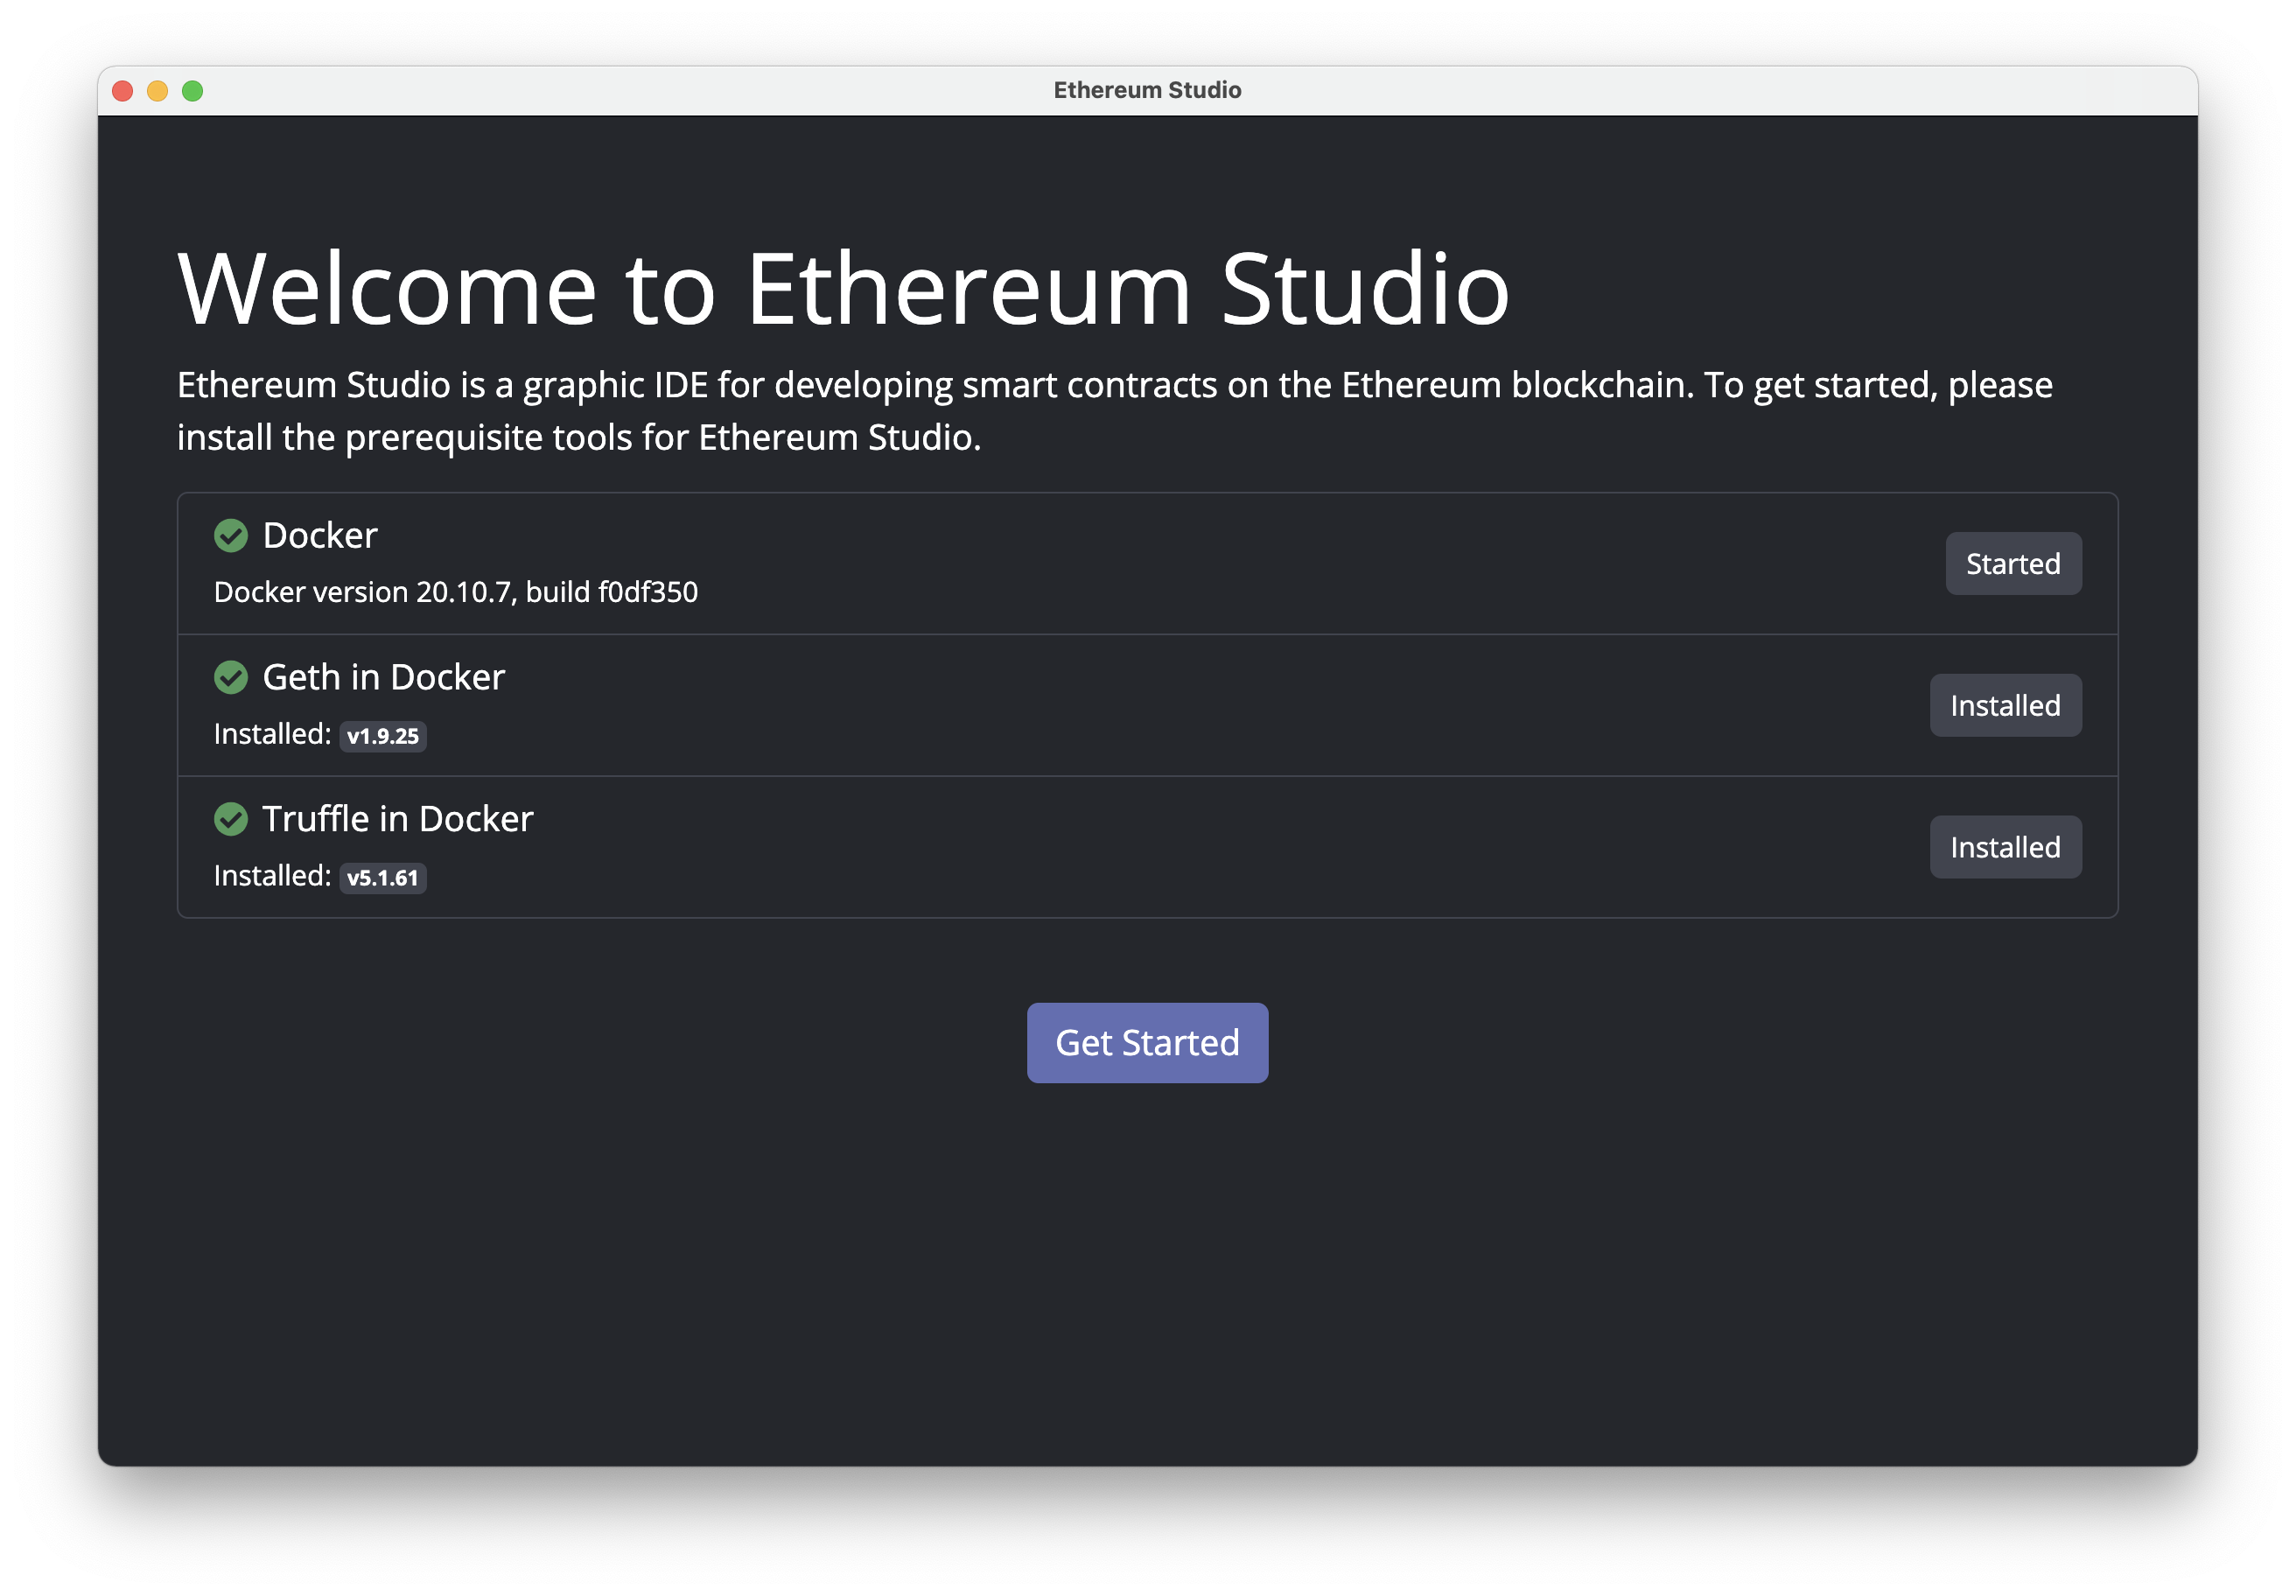 Ethereum Studio
Welcome to Ethereum Studio
Ethereum Studio is a graphic IDE for developing smart contracts on the Ethereum blockchain. To get started, please
install the prerequisite tools for Ethereum Studio.
Docker
Started
Docker version 20.10.7, build f0df350
Geth in Docker
Installed
Installed: v1.9.25
Truffle in Docker
Installed
Installed: v5.1.61
Get Started